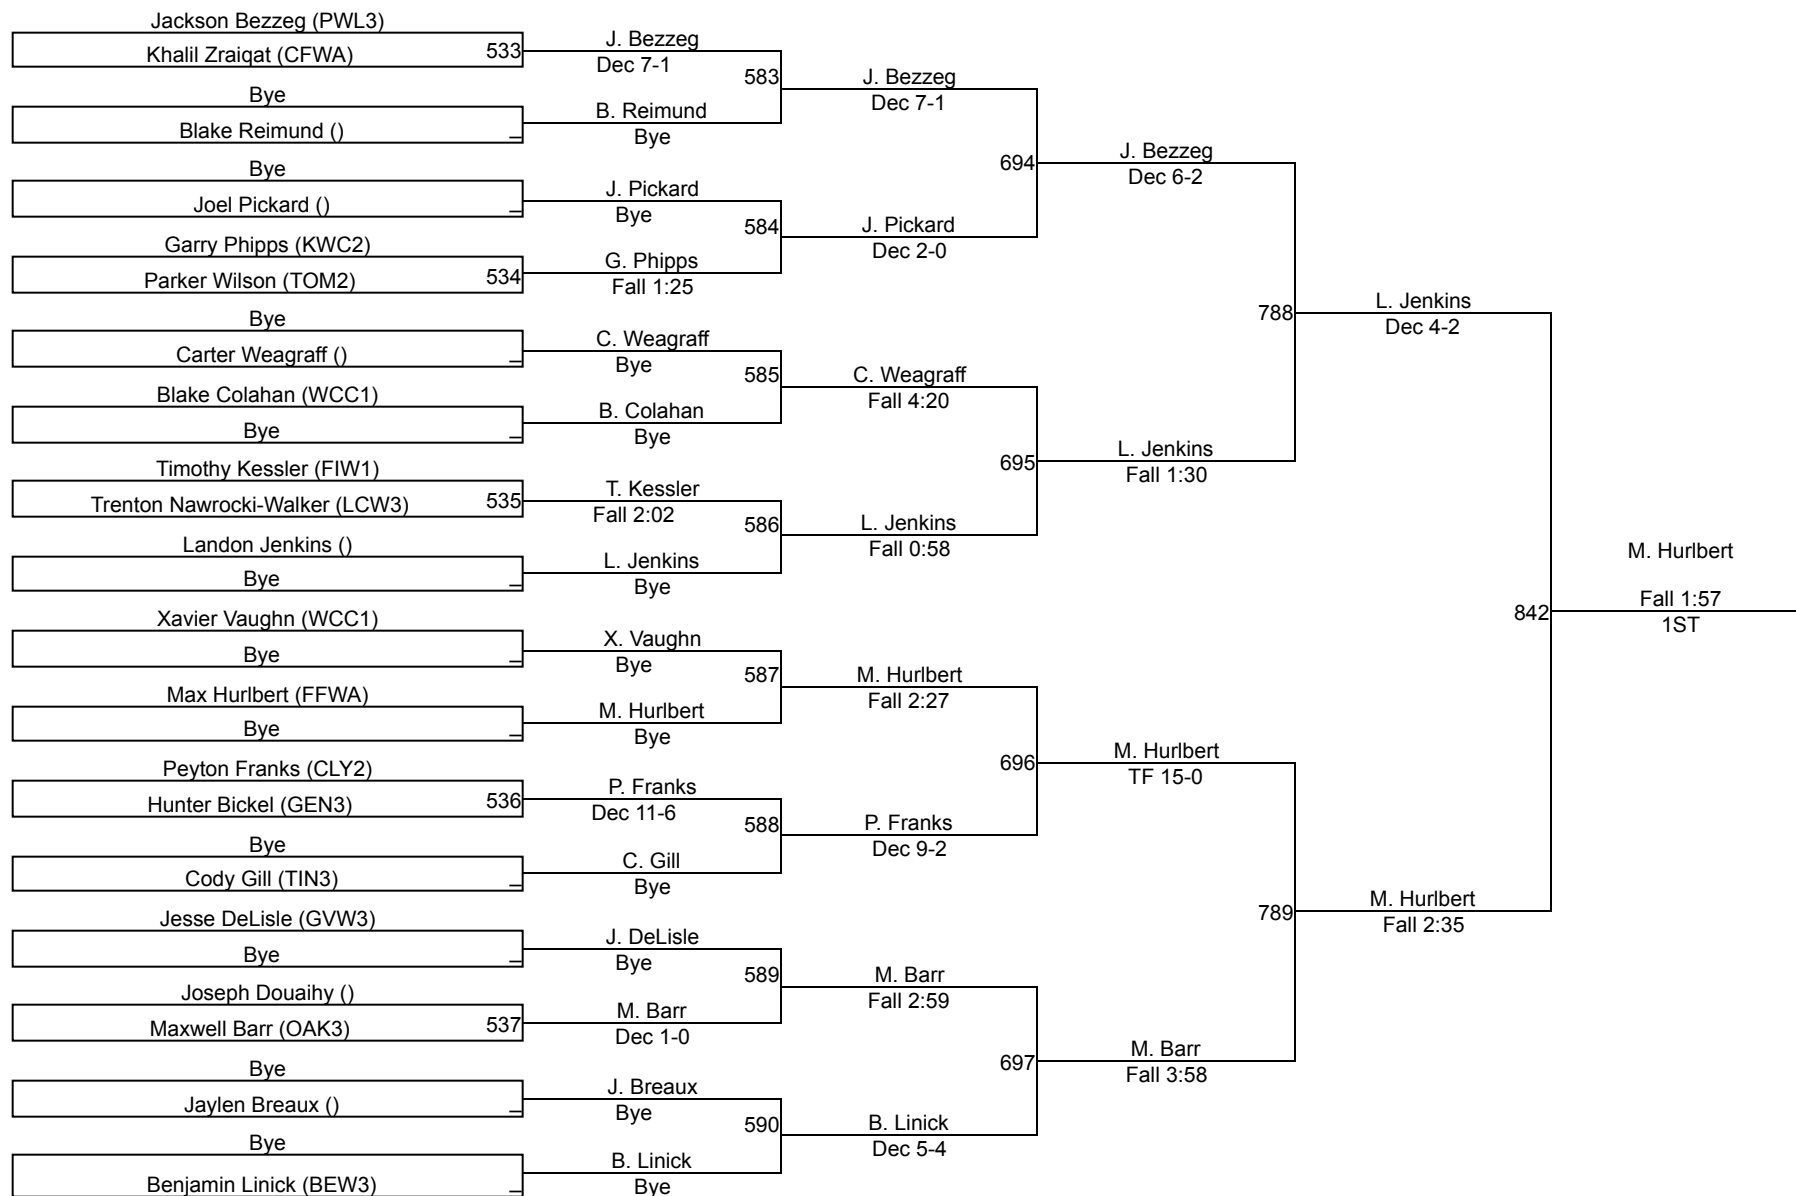 Jackson Bezzeg (PWL3)
Khalil Zraiqat (CFWA) 533
Bye
Blake Reimund () _
Bye
Joel Pickard () _
Garry Phipps (KWC2)
Parker Wilson (TOM2) 534
Bye
Carter Weagraff () _
Blake Colahan (WCC1)
Bye _
Timothy Kessler (FIW1)
Trenton Nawrocki-Walker (LCW3) 535
Landon Jenkins ()
Bye _
Xavier Vaughn (WCC1)
Bye _
Max Hurlbert (FFWA)
Bye _
Peyton Franks (CLY2)
Hunter Bickel (GEN3) 536
Bye
Cody Gill (TIN3) _
Jesse DeLisle (GVW3)
Bye _
Joseph Douaihy ()
Maxwell Barr (OAK3) 537
Bye
Jaylen Breaux () _
Bye
Benjamin Linick (BEW3) _
J. Bezzeg
Dec 7-1
583
B. Reimund
Bye
J. Pickard
Bye
584
G. Phipps
Fall 1:25
C. Weagraff
Bye
585
B. Colahan
Bye
T. Kessler
Fall 2:02
586
L. Jenkins
Bye
X. Vaughn
Bye
587
M. Hurlbert
Bye
P. Franks
Dec 11-6
588
C. Gill
Bye
J. DeLisle
Bye
589
M. Barr
Dec 1-0
J. Breaux
Bye
590
B. Linick
Bye
J. Bezzeg
Dec 7-1
694
J. Pickard
Dec 2-0
C. Weagraff
Fall 4:20
695
L. Jenkins
Fall 0:58
M. Hurlbert
Fall 2:27
696
P. Franks
Dec 9-2
M. Barr
Fall 2:59
697
B. Linick
Dec 5-4
J. Bezzeg
Dec 6-2
788
L. Jenkins
Fall 1:30
M. Hurlbert
TF 15-0
789
M. Barr
Fall 3:58
L. Jenkins
Dec 4-2
842
M. Hurlbert
Fall 2:35
M. Hurlbert
Fall 1:57
1ST